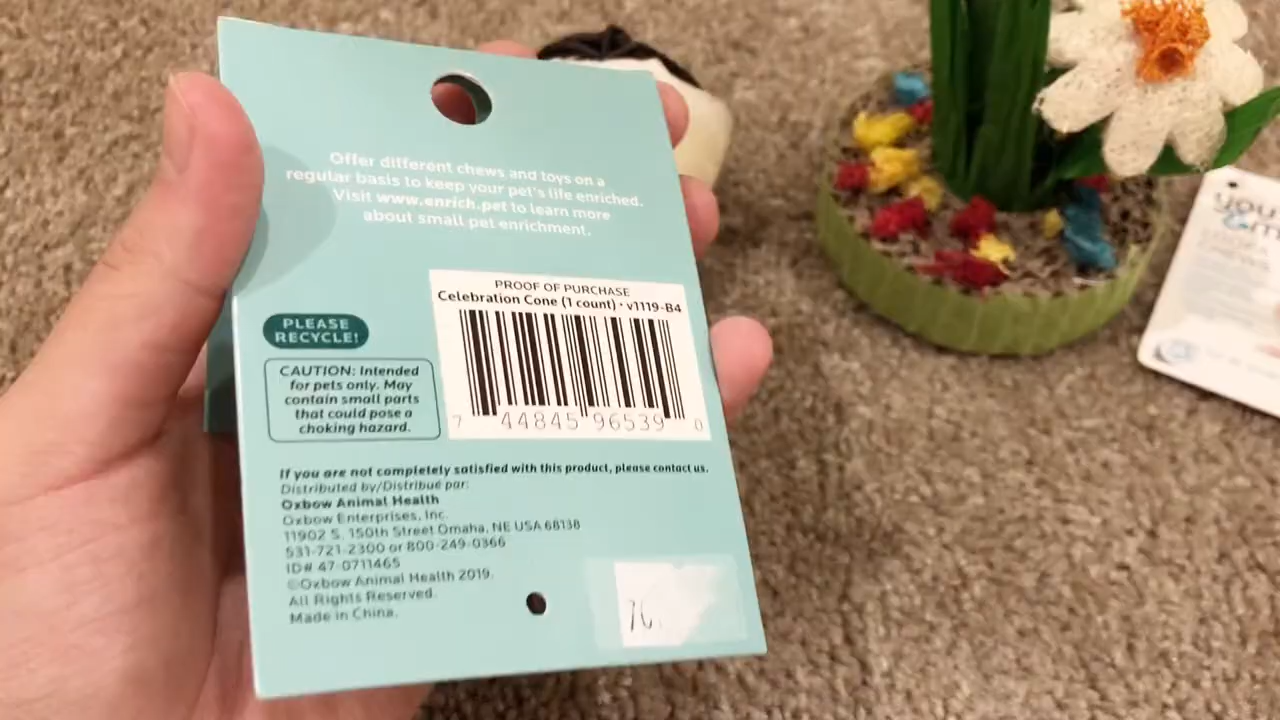 Offer different chews and toys on a
regular basis to keep your pet's life enriched.
Visit www.enrich.pet to learn more
about small pet enrichment.
PROOF OF PURCHASE
Celebration Cone (1 count) • v1119-B4
7 44845 96539 0
PLEASE
RECYCLE!
CAUTION: Intended
for pets only. May
contain small parts
that could pose a
choking hazard.
If you are not completely satisfied with this product, please contact us.
Distributed by/Distribué par:
Oxbow Animal Health
Oxbow Enterprises, Inc.
11902 S. 150th Street Omaha, NE USA 68138
531-721-2300 or 800-249-0366
ID# 47-0711465
©Oxbow Animal Health 2019.
All Rights Reserved.
Made in China.
you
&m